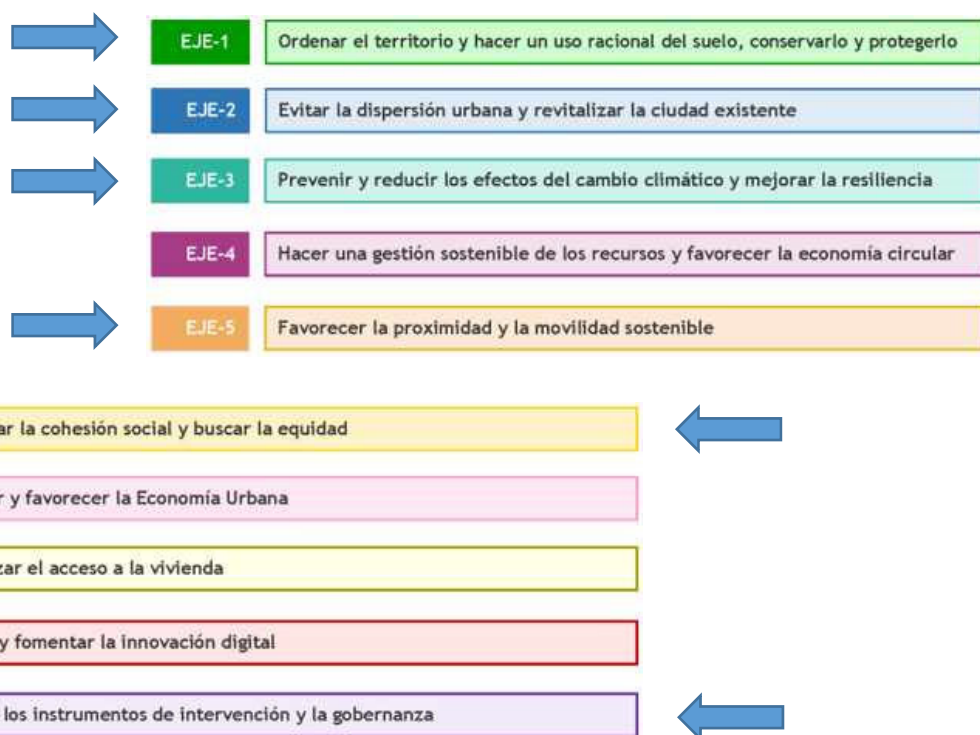 EJE-1 Ordenar el territorio y hacer un uso racional del suelo, conservarlo y protegerlo
EJE-2 Evitar la dispersión urbana y revitalizar la ciudad existente
EJE-3 Prevenir y reducir los efectos del cambio climático y mejorar la resiliencia
EJE-4 Hacer una gestión sostenible de los recursos y favorecer la economía circular
EJE-5 Favorecer la proximidad y la movilidad sostenible
ar la cohesión social y buscar la equidad
r y favorecer la Economía Urbana
zar el acceso a la vivienda
y fomentar la innovación digital
los instrumentos de intervención y la gobernanza